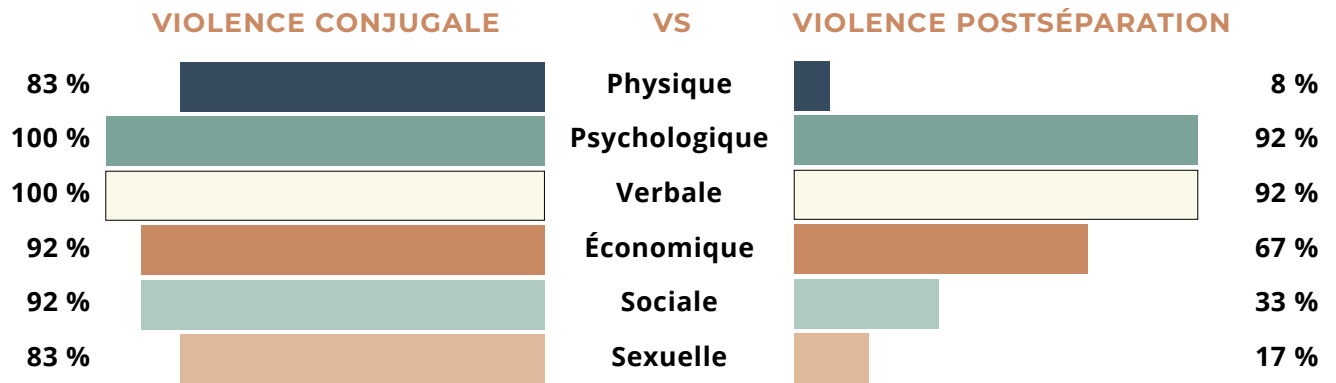 VIOLENCE CONJUGALE VS VIOLENCE POSTSÉPARATION
83 % Physique 8 %
100 % Psychologique 92 %
100 % Verbale 92 %
92 % Économique 67 %
92 % Sociale 33 %
83 % Sexuelle 17 %